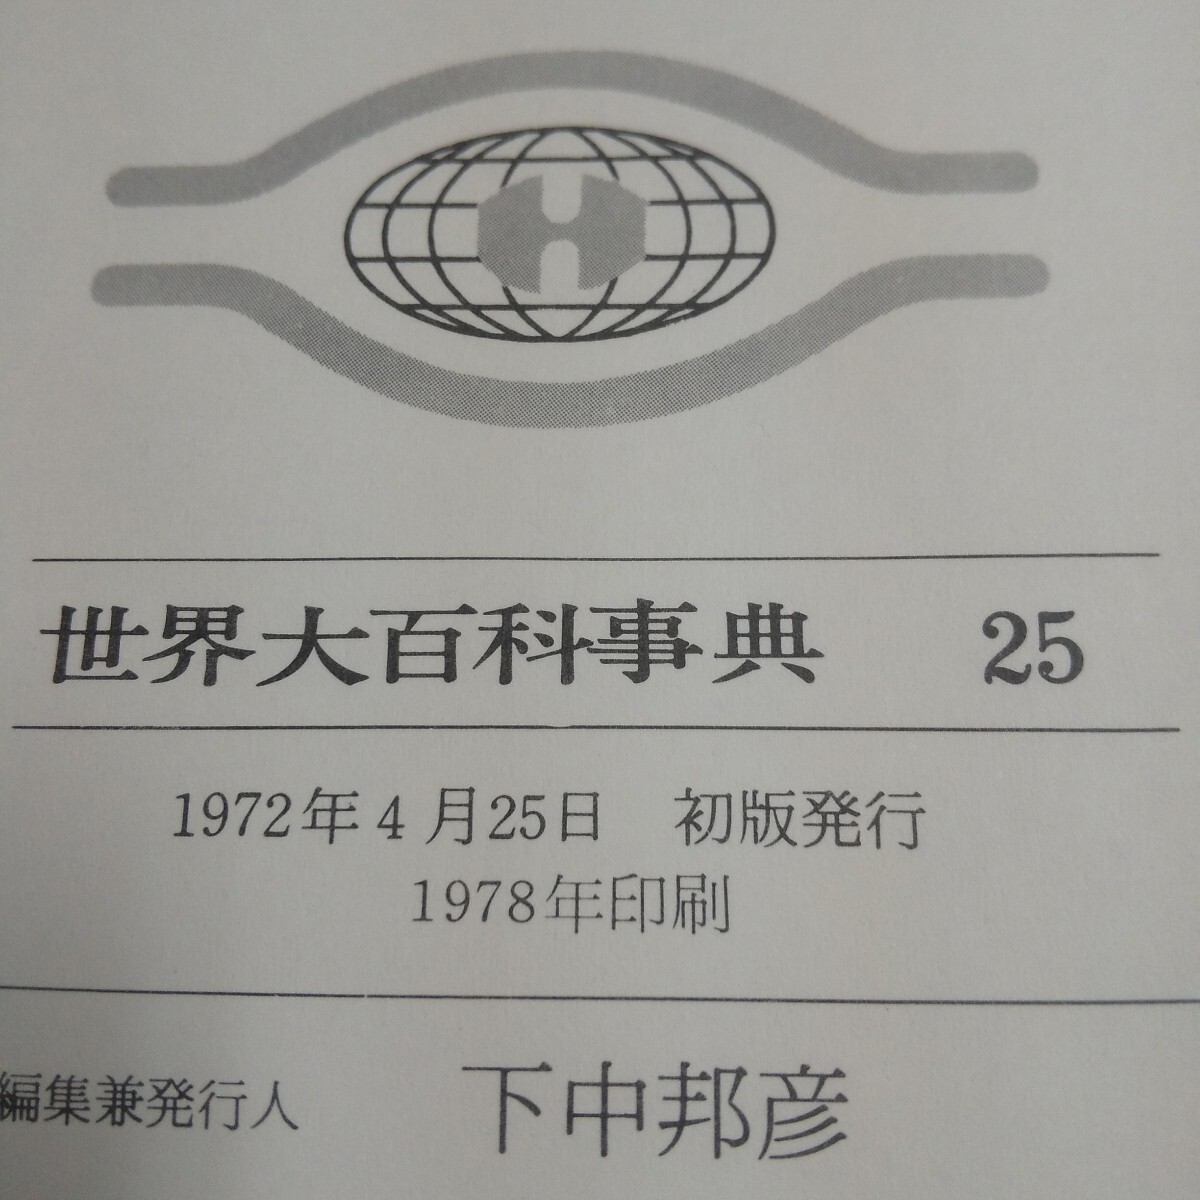 世界大百科事典 25
1972年4月25日 初版発行
1978年印刷
編集兼発行人 下中邦彦